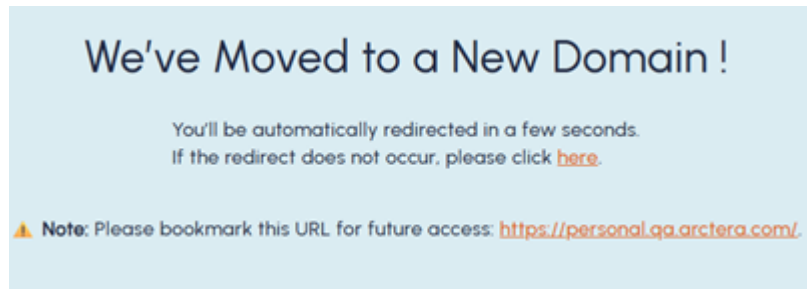 We've Moved to a New Domain !
You'll be automatically redirected in a few seconds.
If the redirect does not occur, please click here.
⚠ Note: Please bookmark this URL for future access: https://personal.qa.arctera.com/.